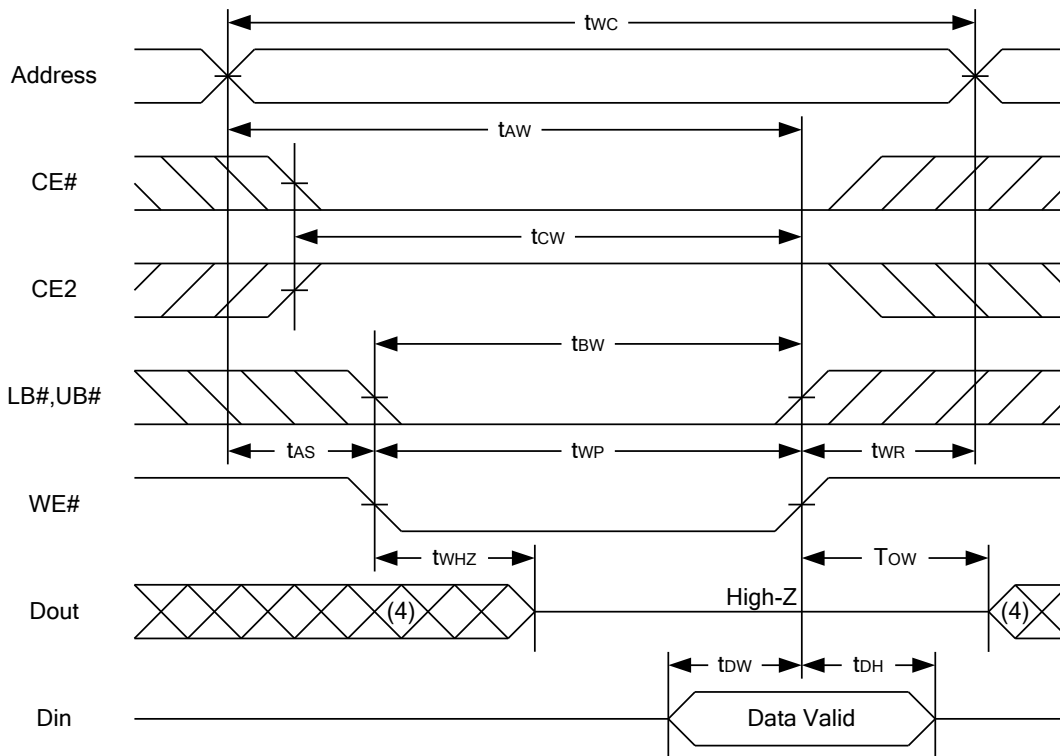 tWC
Address
tAW
CE#
tCW
CE2
tBW
LB#,UB#
tAS
tWP
tWR
WE#
tWHZ
TOW
Dout
(4)
High-Z
(4)
tDW
tDH
Din
Data Valid